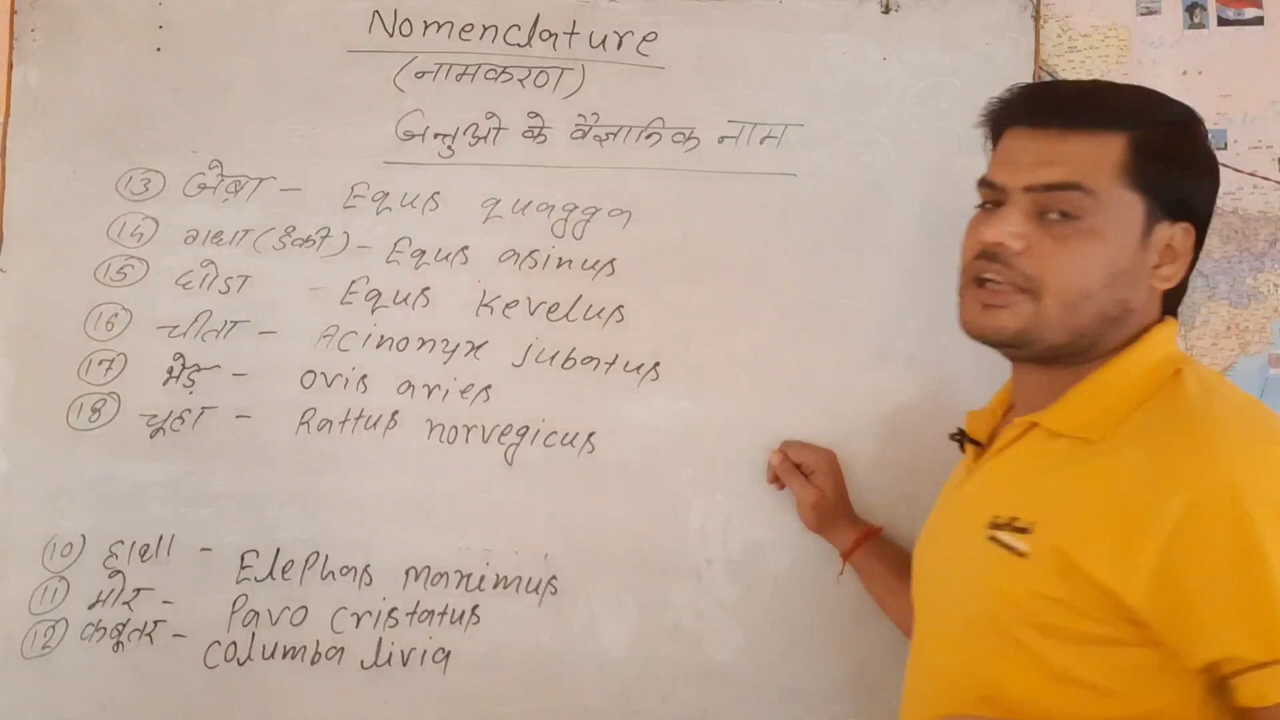 Nomenclature
(नामकरण)
जन्तुओ के वैज्ञानिक नाम
(13) जेब्रा - Equus quagga
(14) गधा (डंकी) - Equus asinus
(15) घोडा - Equus Kevelus
(16) चीता - Acinonyx jubatus
(17) भेड़ - ovis aries
(18) चूहा - Rattus norvegicus
(10) हाथी - Elephas maximus
(11) मोर - Pavo cristatus
(12) कबूतर - columba livia